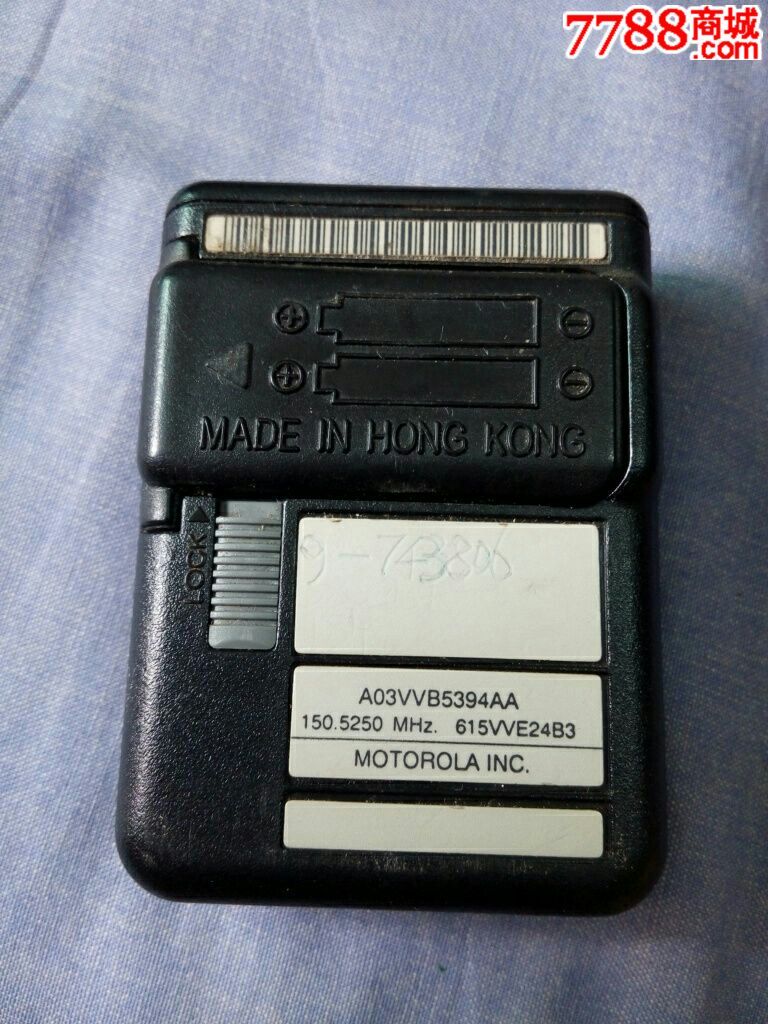 7788商城
.com
MADE IN HONG KONG
LOCK
9-743806
A03VVB5394AA
150.5250 MHz. 615VVE24B3
MOTOROLA INC.